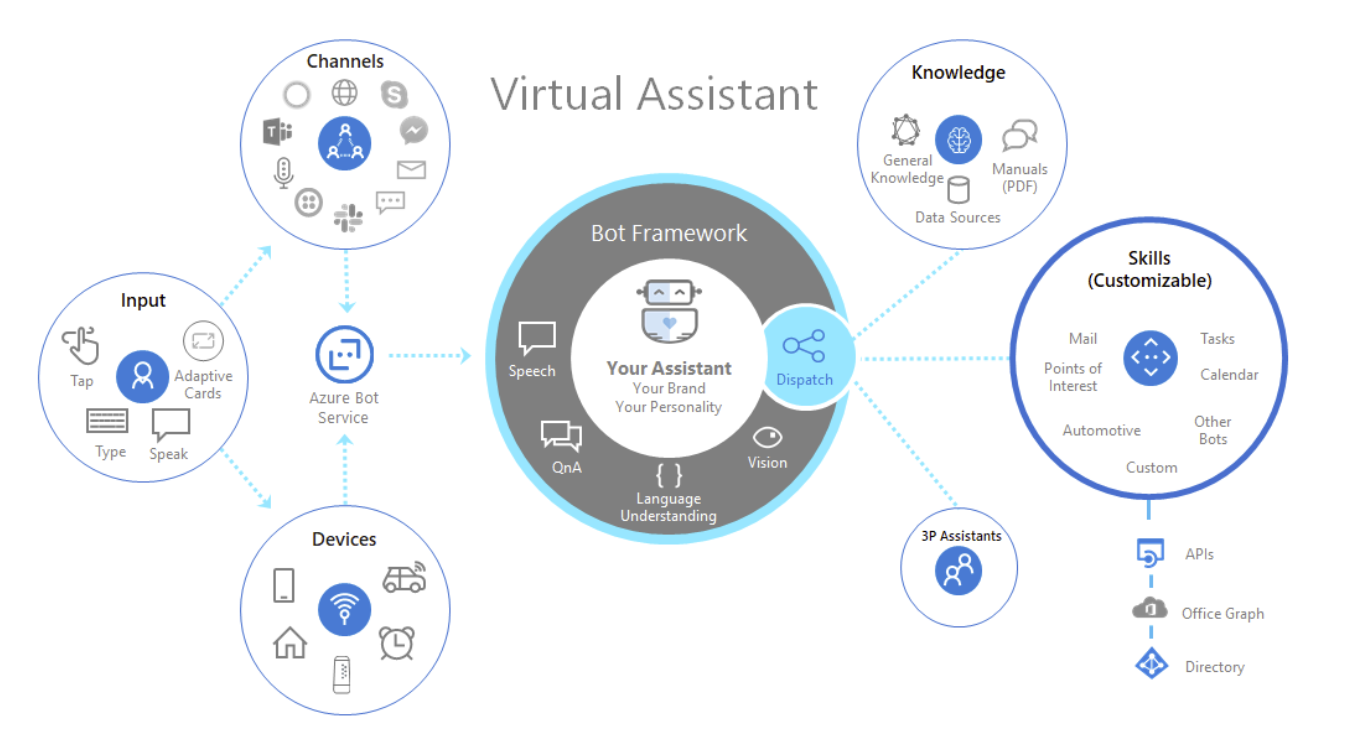 Virtual Assistant
Channels
T
S
Input
Tap
Adaptive
Cards
Type
Speak
Azure Bot
Service
Devices
Bot Framework
Speech
QnA
{ }
Language
Understanding
Vision
Your Assistant
Your Brand
Your Personality
Dispatch
Knowledge
General
Knowledge
Manuals
(PDF)
Data Sources
Skills
(Customizable)
Mail
Tasks
Points of
Interest
Calendar
Automotive
Other
Bots
Custom
3P Assistants
APIs
Office Graph
Directory